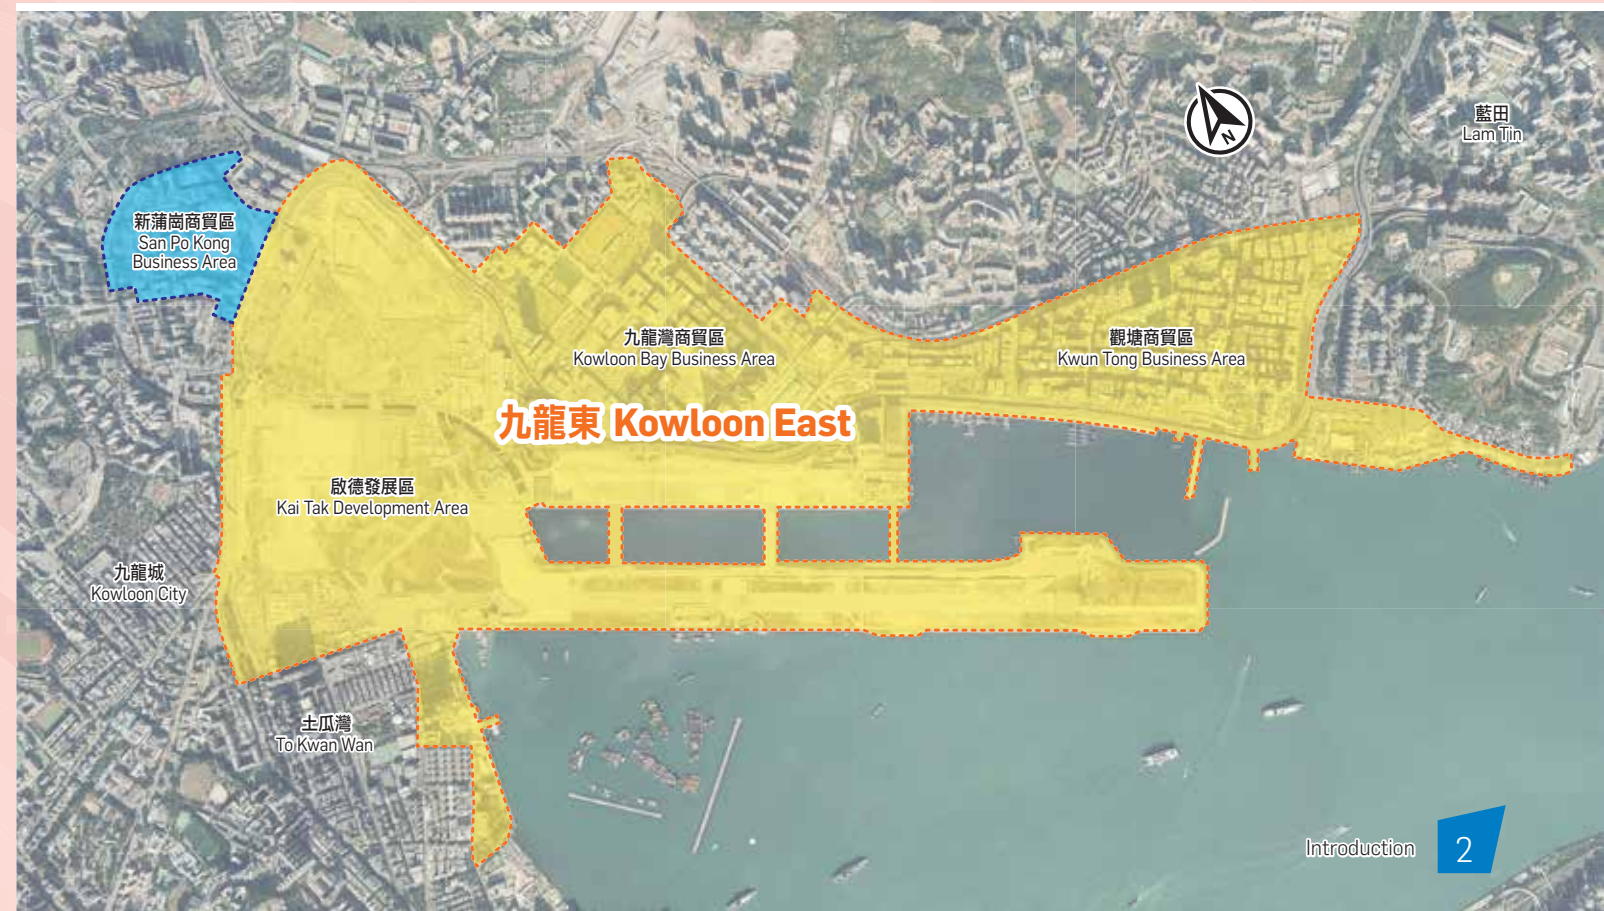 藍田
Lam Tin
N
新蒲崗商貿區
San Po Kong
Business Area
九龍灣商貿區
Kowloon Bay Business Area
觀塘商貿區
Kwun Tong Business Area
九龍東 Kowloon East
啟德發展區
Kai Tak Development Area
九龍城
Kowloon City
土瓜灣
To Kwan Wan
Introduction 2